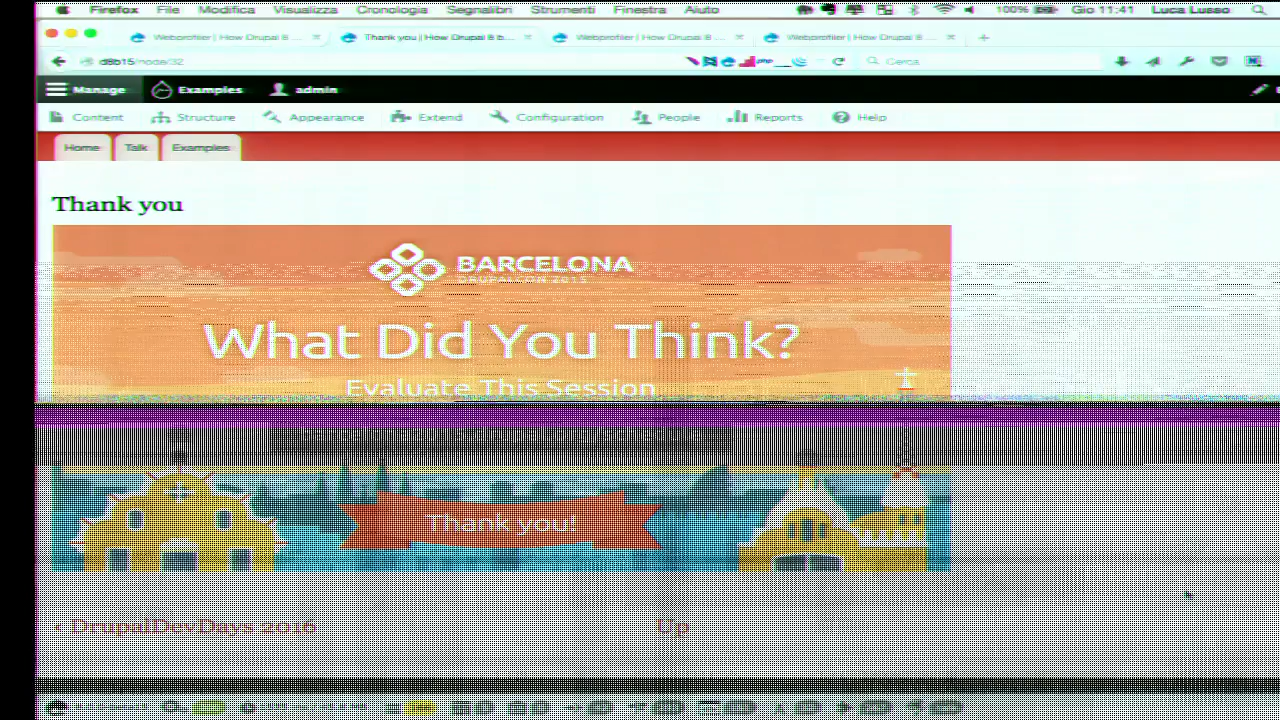 Firefox File Modifica Visualizza Cronologia Segnalibri Strumenti Finestra Aiuto 100% Gio 11:41 Luca Lusso
Webprofiler | How Drupal 8 ... Thank you | How Drupal 8 b... Webprofiler | How Drupal 8 ... Webprofiler | How Drupal 8 ...
d8b15/node/32 php Cerca
Manage Examples admin
Content Structure Appearance Extend Configuration People Reports Help
Home Talk Examples
Thank you
BARCELONA
DRUPALCON 2015
What Did You Think?
Evaluate This Session
Thank you!
‹ DrupalDevDays 2016 Up